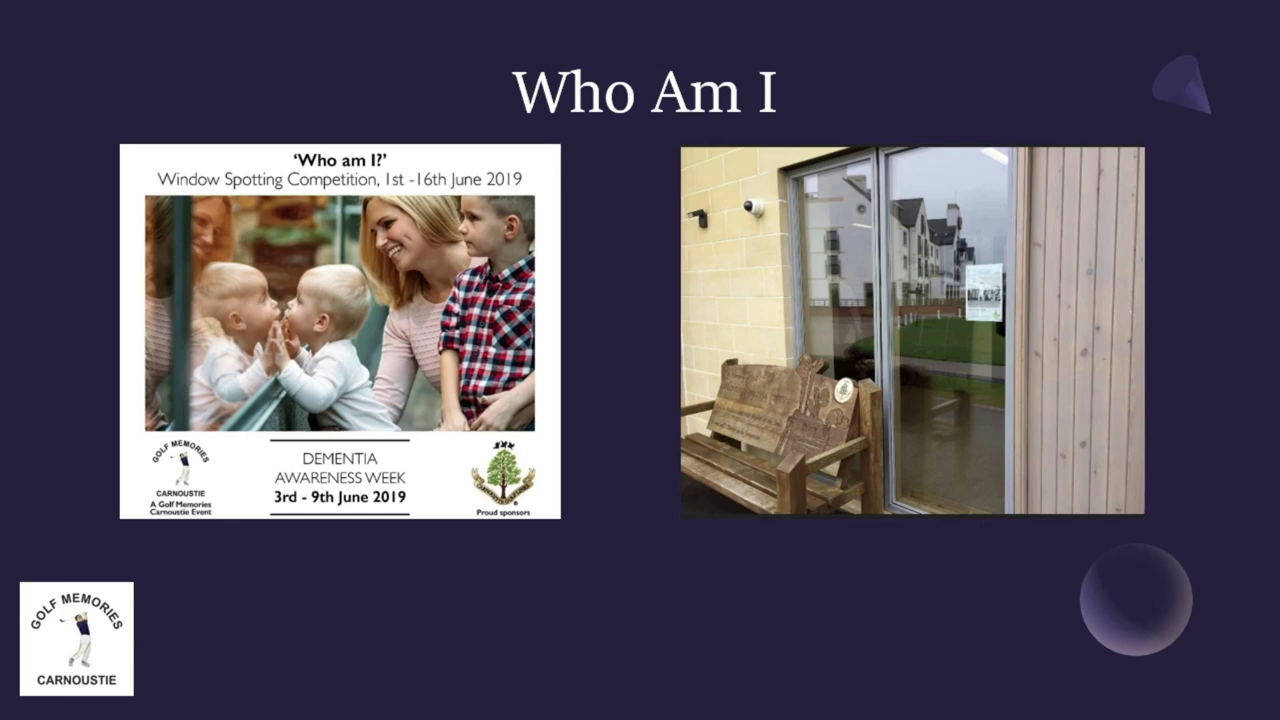 Who Am I
‘Who am I?’
Window Spotting Competition, 1st -16th June 2019
GOLF MEMORIES
CARNOUSTIE
A Golf Memories
Carnoustie Event
DEMENTIA
AWARENESS WEEK
3rd - 9th June 2019
Proud sponsors
GOLF MEMORIES
CARNOUSTIE